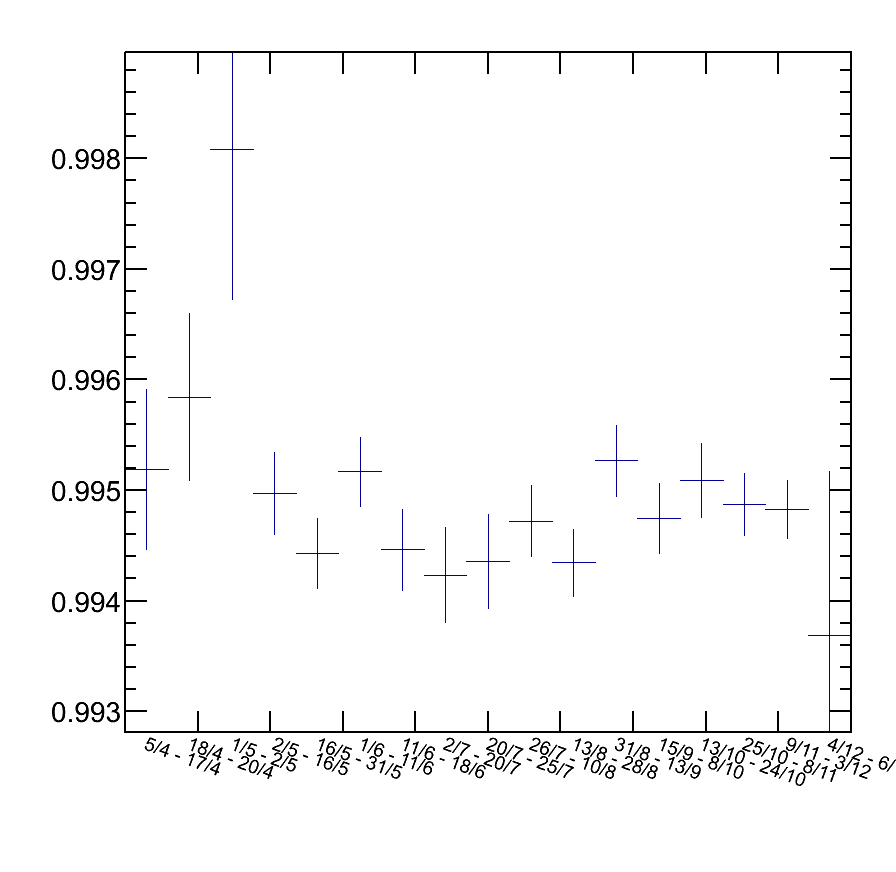 0.998
0.997
0.996
0.995
0.994
0.993
5/4 - 17/4
18/4 - 20/4
1/5 - 2/5
2/5 - 16/5
16/5 - 31/5
1/6 - 11/6
11/6 - 18/6
2/7 - 20/7
20/7 - 25/7
26/7 - 10/8
13/8 - 28/8
31/8 - 13/9
15/9 - 8/10
13/10 - 24/10
25/10 - 8/11
9/11 - 3/12
4/12 - 6/